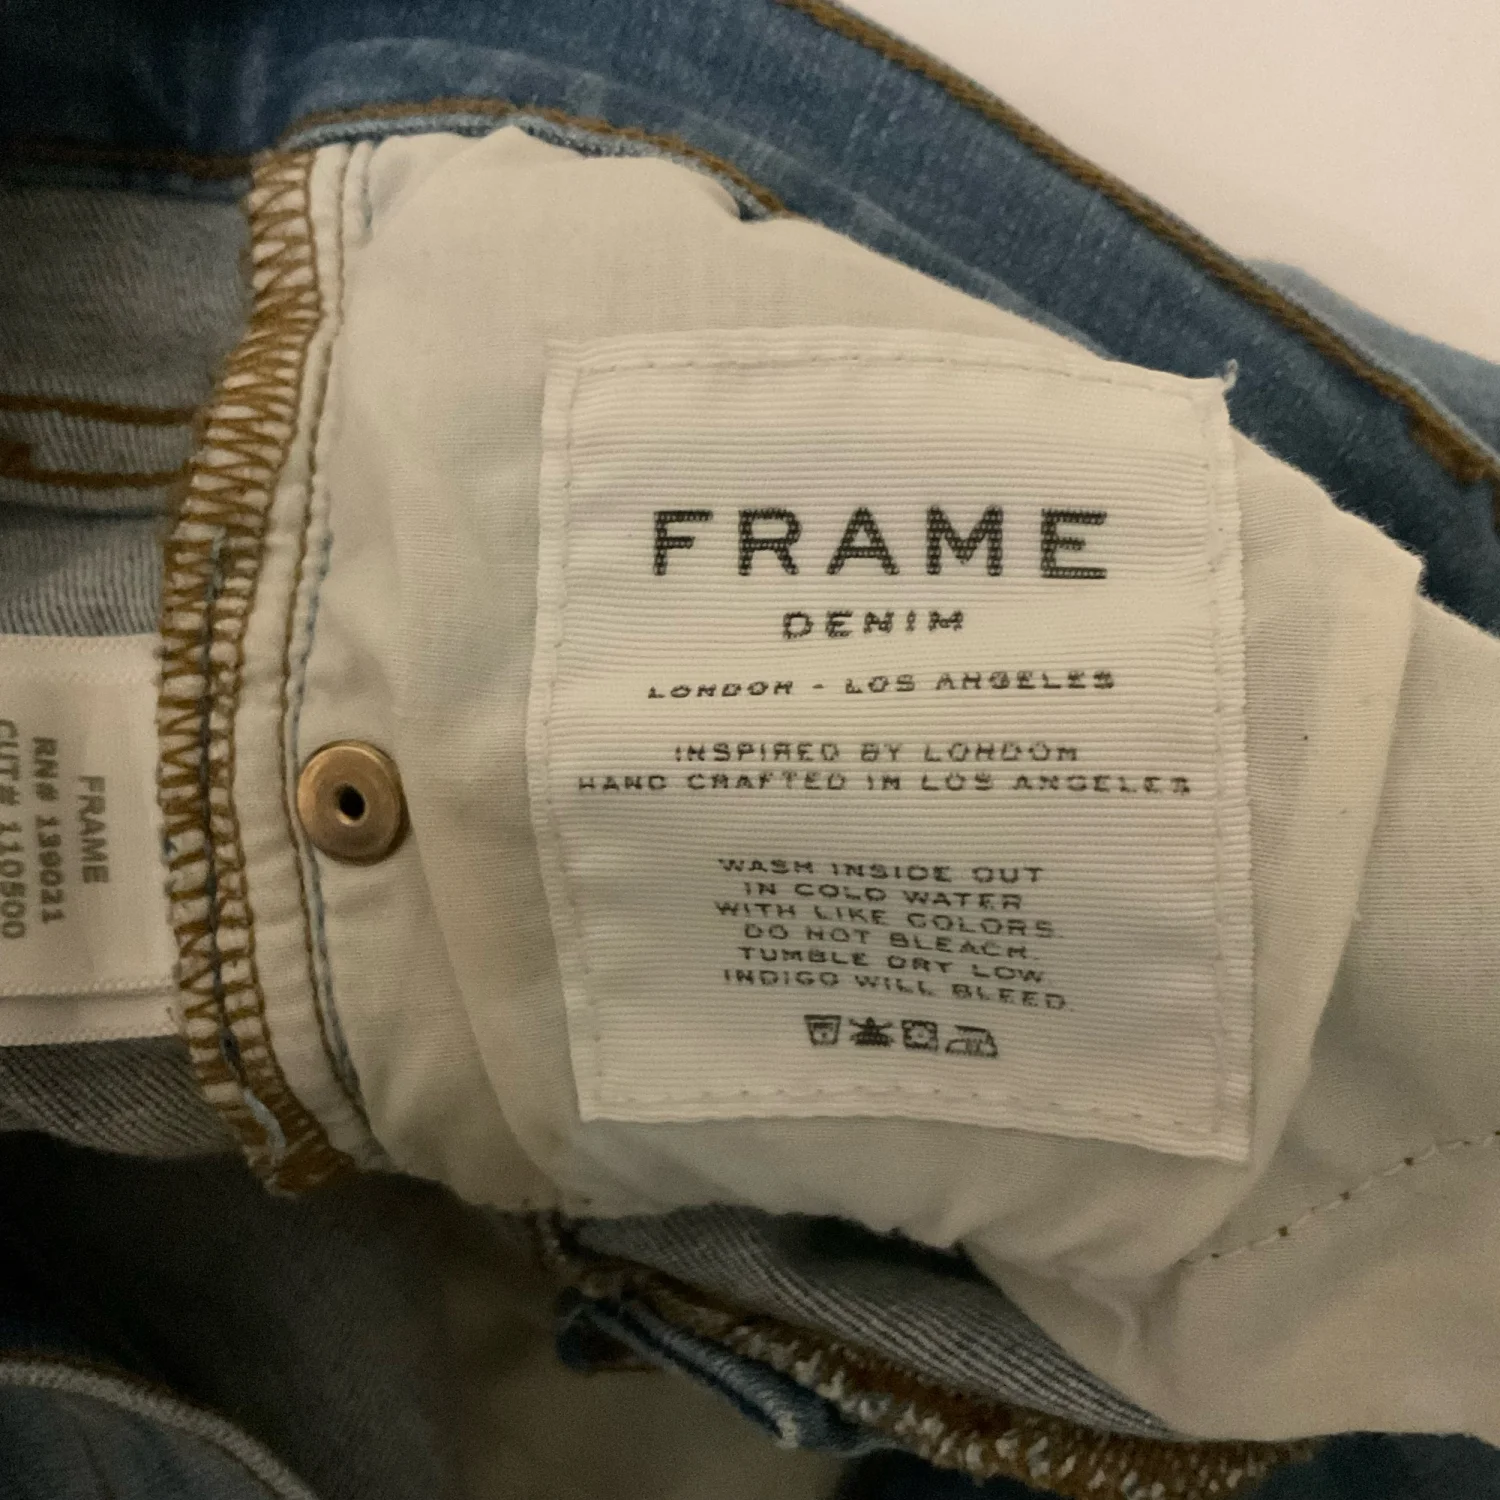 FRAME
DENIM
LONDON - LOS ANGELES
INSPIRED BY LONDON
HAND CRAFTED IN LOS ANGELES
WASH INSIDE OUT
IN COLD WATER
WITH LIKE COLORS.
DO NOT BLEACH.
TUMBLE DRY LOW
INDIGO WILL BLEED.
FRAME
RN# 139021
CUT# 110500